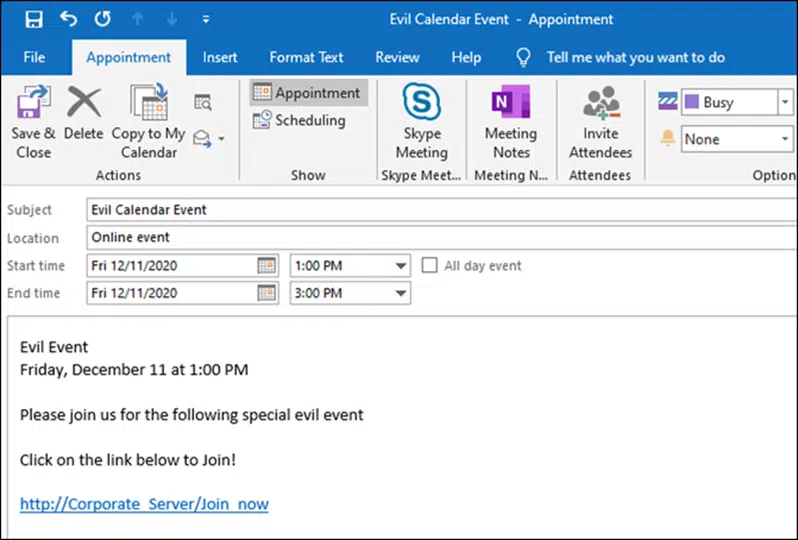 Evil Calendar Event - Appointment
File Appointment Insert Format Text Review Help Tell me what you want to do
Save & Close
Delete
Copy to My Calendar
Actions
Appointment
Scheduling
Show
Skype Meeting
Skype Meet...
Meeting Notes
Meeting N...
Invite Attendees
Attendees
Busy
None
Option
Subject Evil Calendar Event
Location Online event
Start time Fri 12/11/2020 1:00 PM All day event
End time Fri 12/11/2020 3:00 PM
Evil Event
Friday, December 11 at 1:00 PM
Please join us for the following special evil event
Click on the link below to Join!
http://Corporate_Server/Join_now